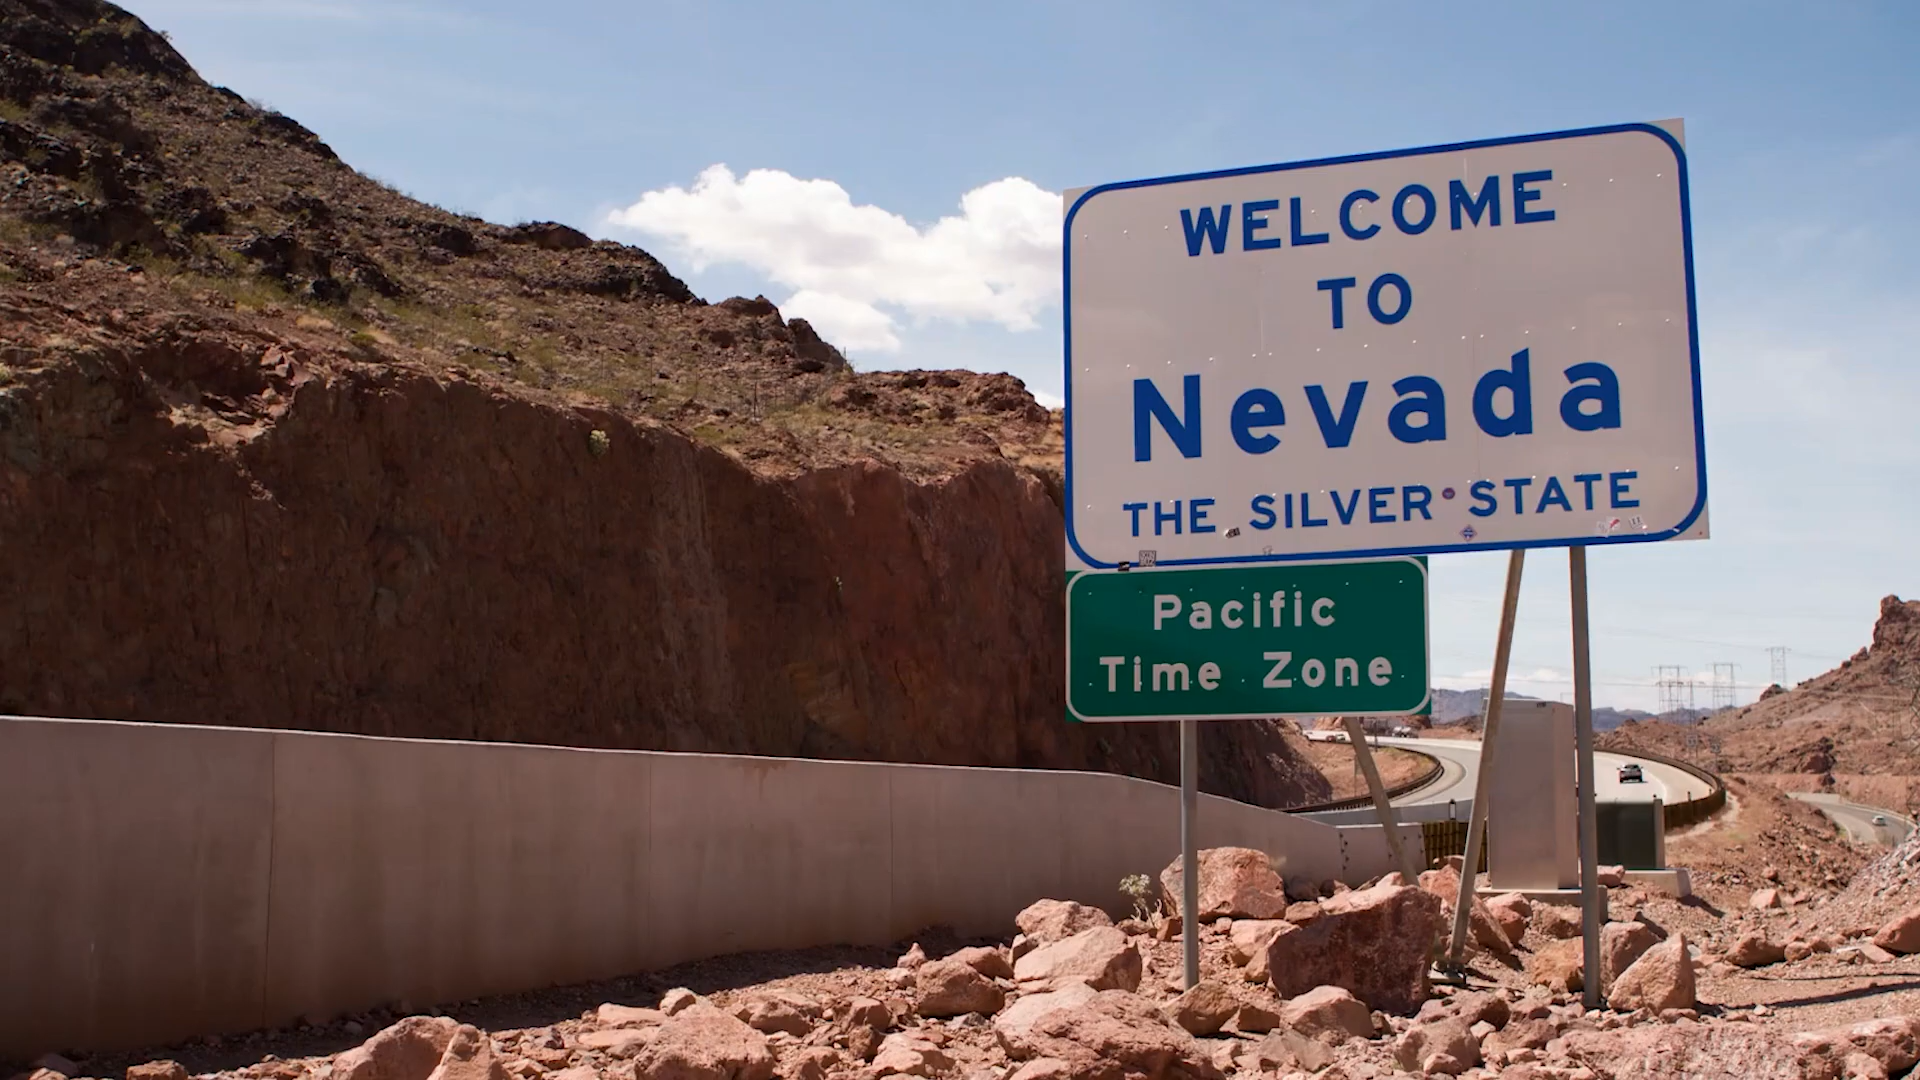 WELCOME
TO
Nevada
THE SILVER STATE
Pacific
Time Zone